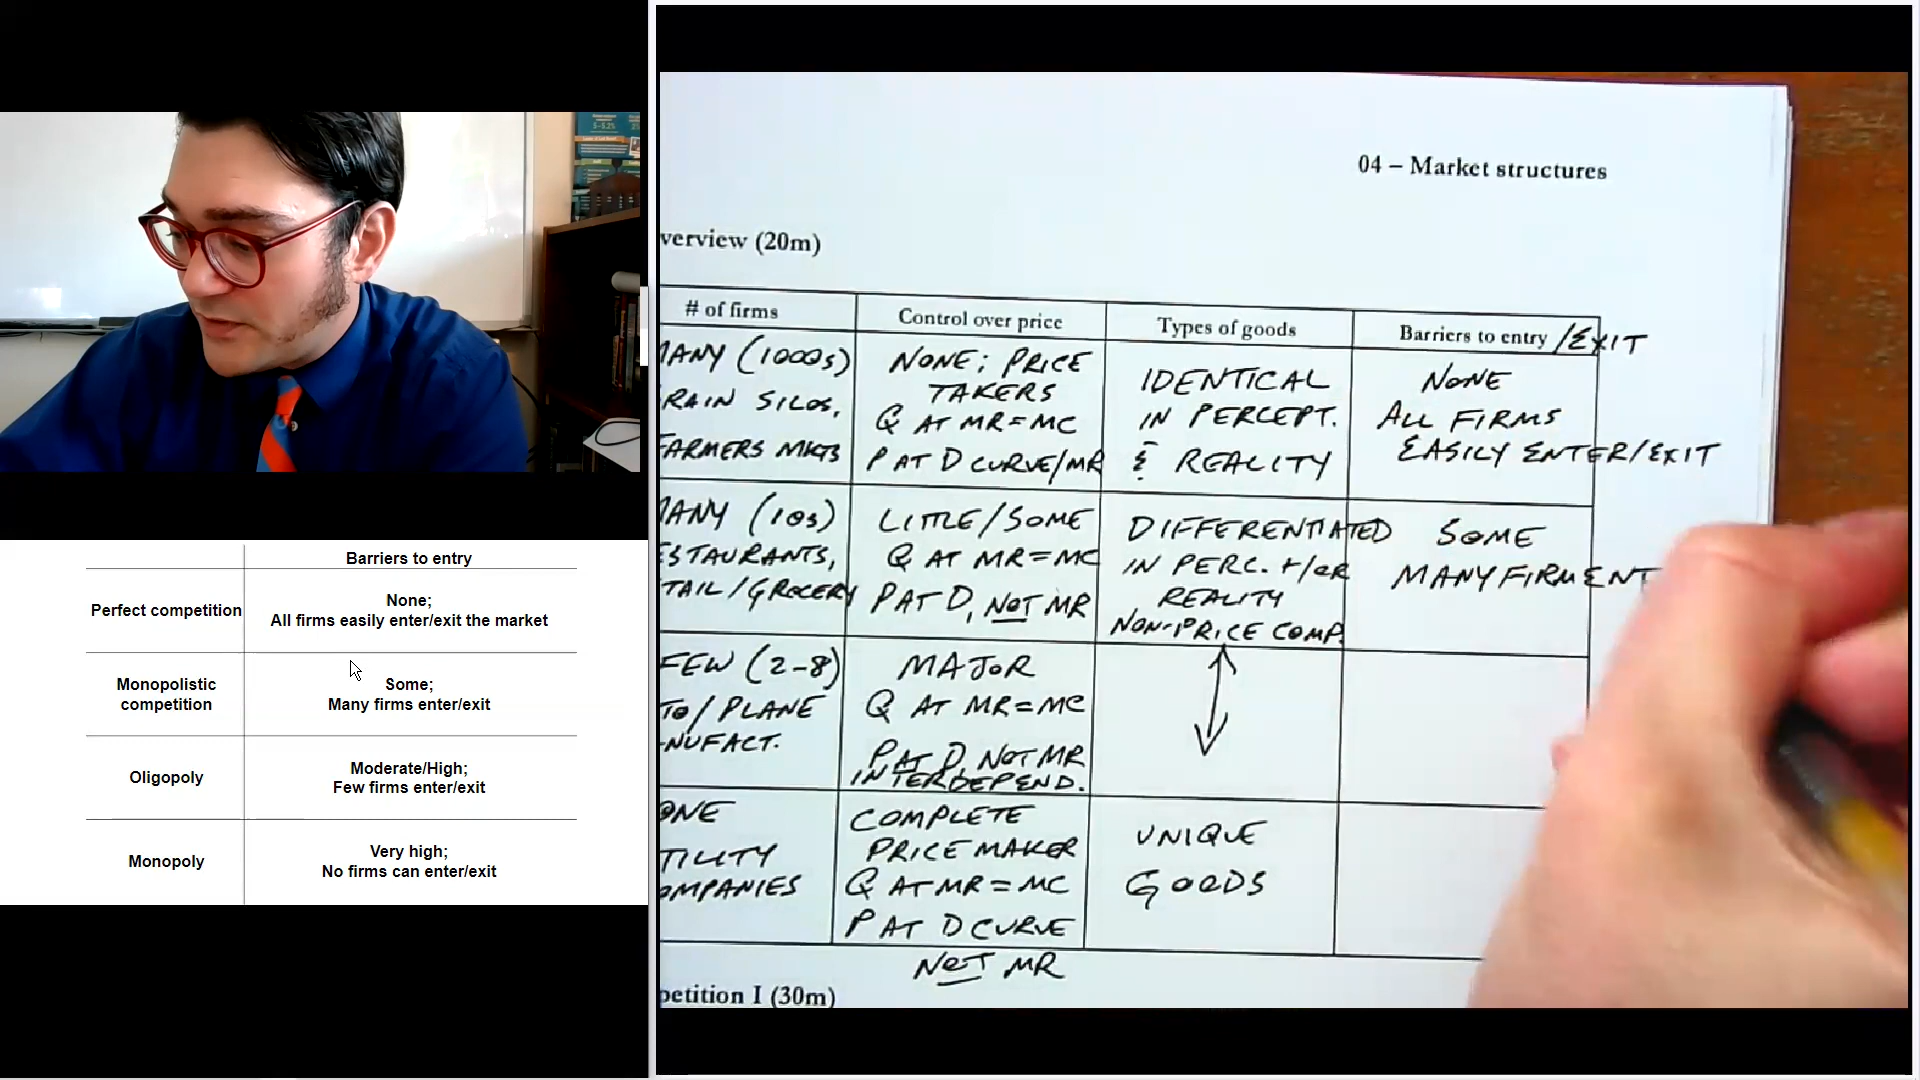 04 – Market structures
verview (20m)
# of firms
Control over price
Types of goods
Barriers to entry /EXIT
MANY (1000s)
RAIN SILOS,
FARMERS MKTS
NONE; PRICE
TAKERS
Q AT MR=MC
P AT D CURVE/MR
IDENTICAL
IN PERCEPT.
& REALITY
NONE
ALL FIRMS
EASILY ENTER/EXIT
MANY (10s)
ESTAURANTS,
TAIL/GROCERY
LITTLE/SOME
Q AT MR=MC
P AT D, NOT MR
DIFFERENTIATED
IN PERC. +/OR
REALITY
NON-PRICE COMP.
SOME
MANY FIRM ENT
FEW (2-8)
TO/PLANE
NUFACT.
MAJOR
Q AT MR=MC
P AT D, NOT MR
INTERDEPEND.
ONE
TILITY
OMPANIES
COMPLETE
PRICE MAKER
Q AT MR=MC
P AT D CURVE
NOT MR
UNIQUE
GOODS
petition I (30m)
Barriers to entry
Perfect competition
None;
All firms easily enter/exit the market
Monopolistic
competition
Some;
Many firms enter/exit
Oligopoly
Moderate/High;
Few firms enter/exit
Monopoly
Very high;
No firms can enter/exit